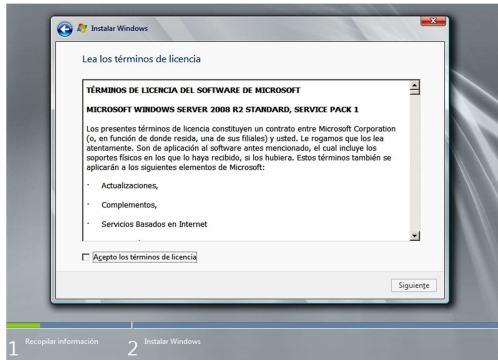 Instalar Windows
Lea los términos de licencia
TÉRMINOS DE LICENCIA DEL SOFTWARE DE MICROSOFT
MICROSOFT WINDOWS SERVER 2008 R2 STANDARD, SERVICE PACK 1
Los presentes términos de licencia constituyen un contrato entre Microsoft Corporation
(o, en función de donde resida, una de sus filiales) y usted. Le rogamos que los lea
atentamente. Son de aplicación al software antes mencionado, el cual incluye los
soportes físicos en los que lo haya recibido, si los hubiera. Estos términos también se
aplicarán a los siguientes elementos de Microsoft:
· Actualizaciones,
· Complementos,
· Servicios Basados en Internet
Acepto los términos de licencia
Siguiente
1 Recopilar información
2 Instalar Windows